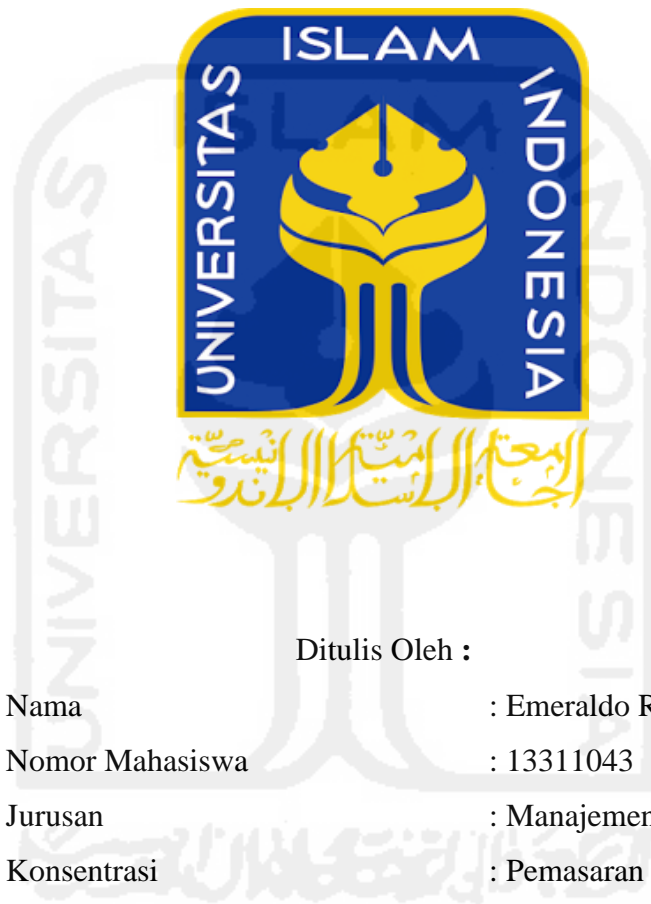 UNIVERSITAS ISLAM INDONESIA
Ditulis Oleh :
Nama : Emeraldo R
Nomor Mahasiswa : 13311043
Jurusan : Manajemen
Konsentrasi : Pemasaran